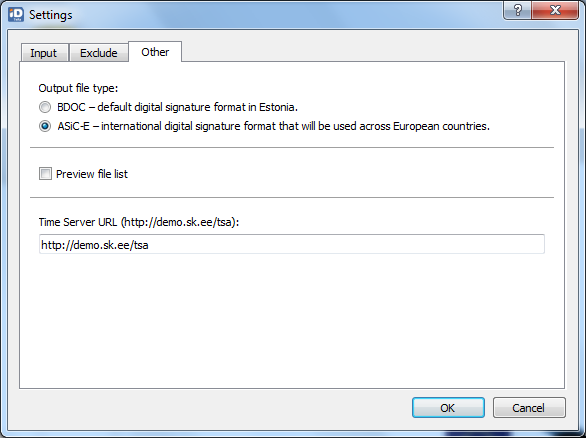 Settings
Input Exclude Other
Output file type:
BDOC – default digital signature format in Estonia.
ASiC-E – international digital signature format that will be used across European countries.
Preview file list
Time Server URL (http://demo.sk.ee/tsa):
http://demo.sk.ee/tsa
OK Cancel